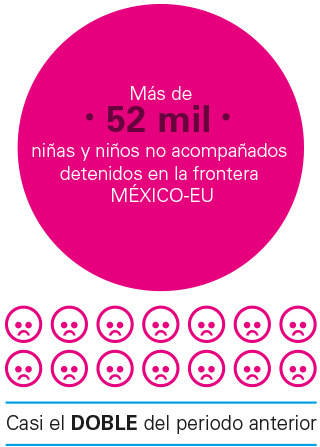 Más de
· 52 mil ·
niñas y niños no acompañados
detenidos en la frontera
MÉXICO-EU
Casi el DOBLE del periodo anterior